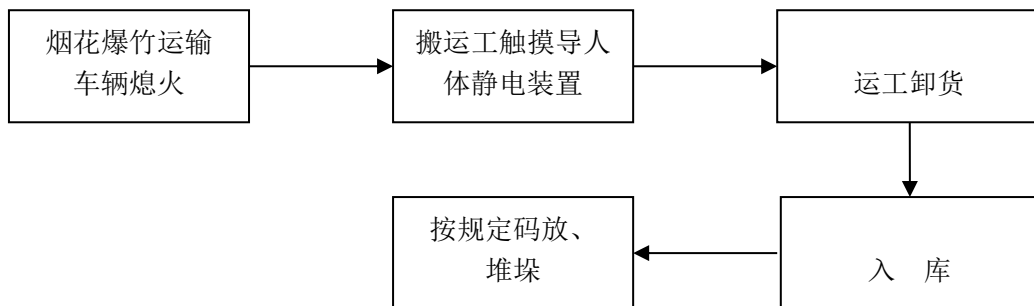 烟花爆竹运输
车辆熄火
搬运工触摸导人
体静电装置
运工卸货
入 库
按规定码放、
堆垛